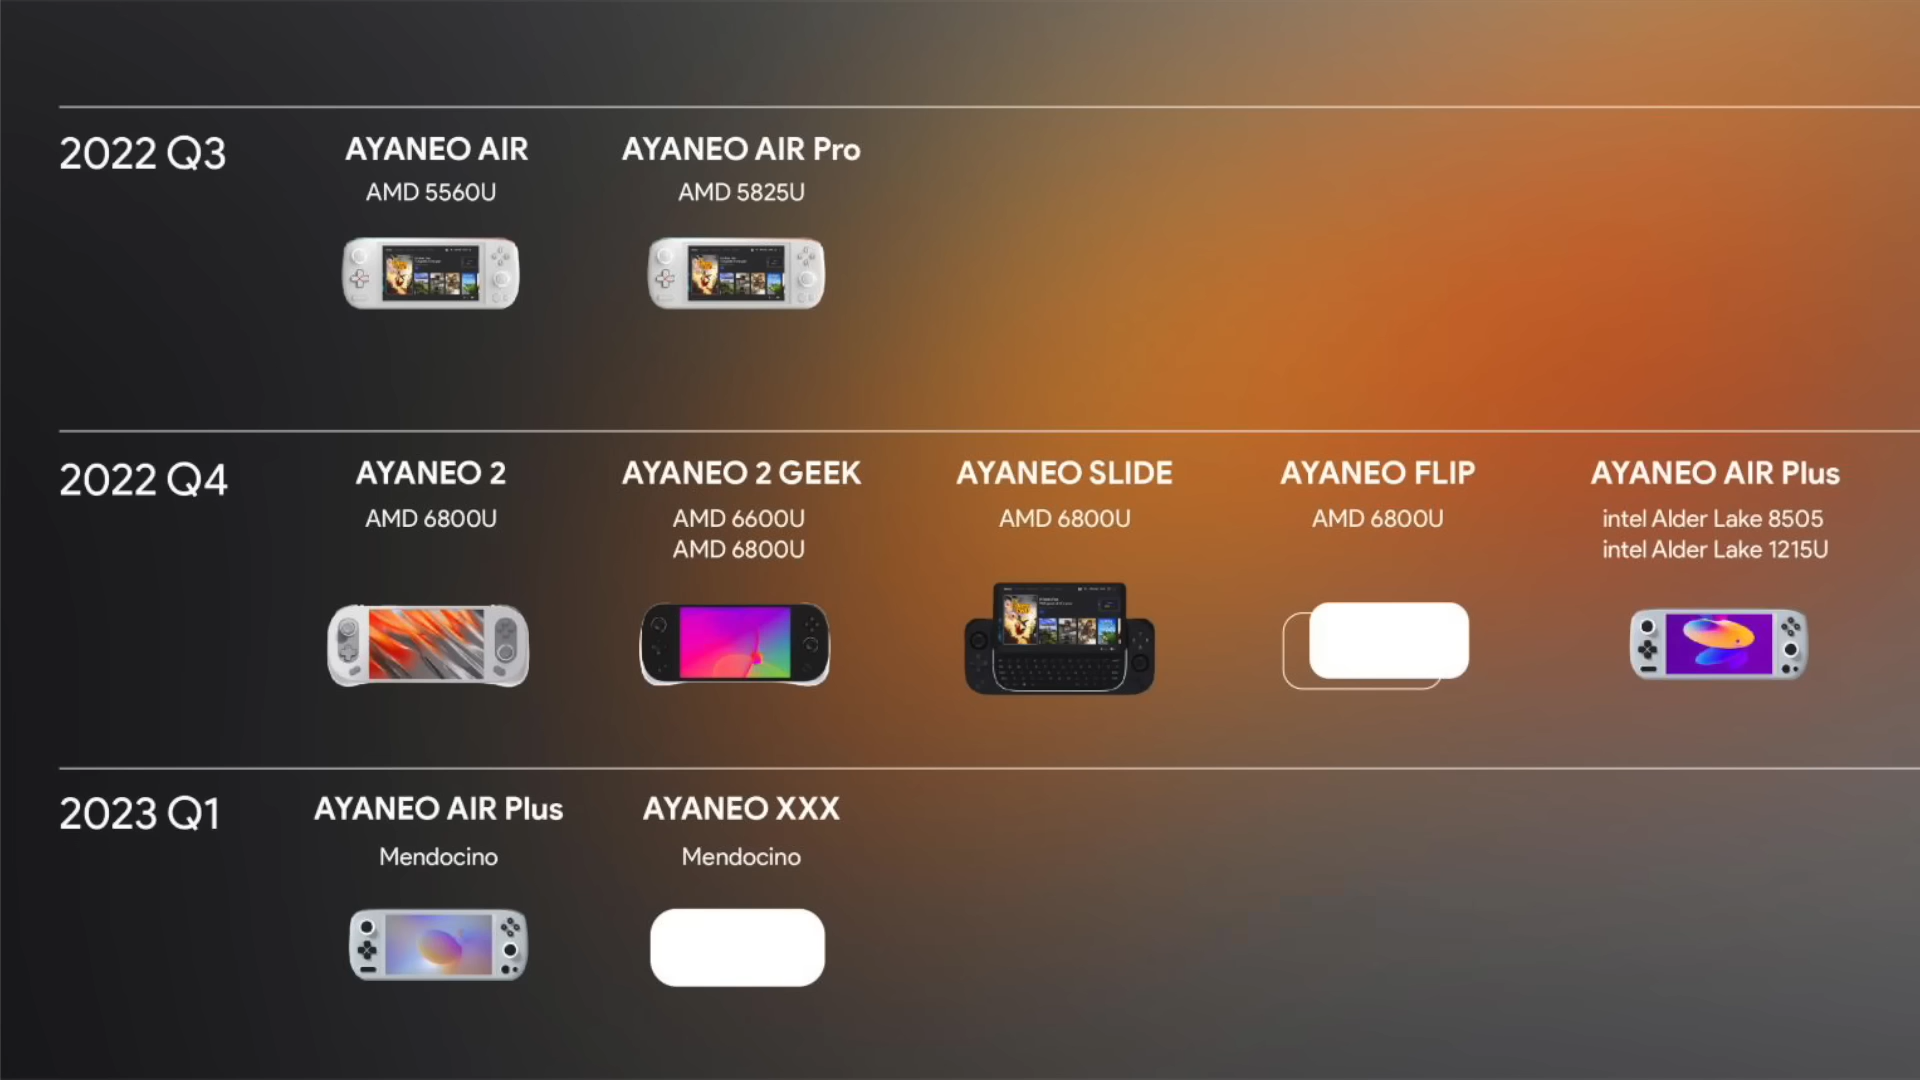 2022 Q3
AYANEO AIR
AMD 5560U
AYANEO AIR Pro
AMD 5825U
2022 Q4
AYANEO 2
AMD 6800U
AYANEO 2 GEEK
AMD 6600U
AMD 6800U
AYANEO SLIDE
AMD 6800U
AYANEO FLIP
AMD 6800U
AYANEO AIR Plus
intel Alder Lake 8505
intel Alder Lake 1215U
2023 Q1
AYANEO AIR Plus
Mendocino
AYANEO XXX
Mendocino